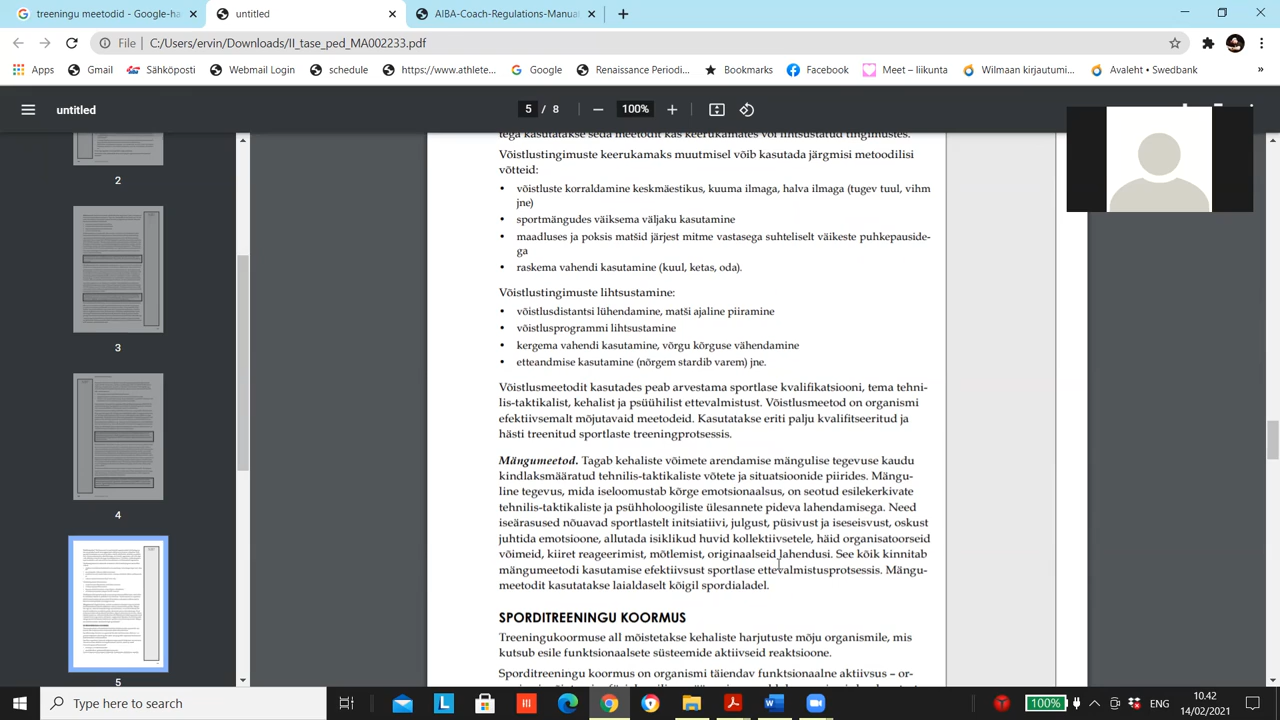 treeningu meetodid - Google-ha
untitled
AIBA-Coach-Regulations-Manual
File
C:/Users/ervin/Downloads/II_tase_ped_MA002233.pdf
Apps
Gmail
Sähköposti
Webmail Login
schedule
https://www.athlete...
Google
Renaissance Periodi...
Bookmarks
Facebook
Meet – liikunta
Wilmaan kirjautumi...
Avaleht • Swedbank
»
untitled
5 / 8
100%
tega kasutatakse seda meetodit kas keerukamates või lihtsustatud tingimustes.
Võistlustingimuste keerukamaks muutmisel võib kasutada järgmisi metoodilisi
võtteid:
• võistluste korraldamine keskmäestikus, kuuma ilmaga, halva ilmaga (tugev tuul, vihm
jne)
• sportmängudes väiksema väljaku kasutamine
• maadluses ja poksis matšid järjest mitme vastasega suhteliselt väikeste puhkepauside-
ga
• raskema vahendi kasutamine (kuul, ketas, oda).
Võistlustingimuste lihtsustamine:
• võistlusdistantsi lühendamine, matši ajaline piiramine
• võistlusprogrammi lihtsustamine
• kergema vahendi kasutamine, võrgu kõrguse vähendamine
• etteandmise kasutamine (nõrgem stardib varem) jne.
Võistlusmeetodit kasutades peab arvestama sportlase kvalifikatsiooni, tema tehni-
lis-taktikalist, kehalist ja psüühilist ettevalmistust. Võistlusmeetod on organismi
efektiivsemalt mõjutavaid meetodeid. Kasutatakse eriti palju kvalifitseeritud ja
hästi treenitud sportlaste treeningprotsessis.
Mängumeetod. Tagab kehaliste võimete arendamise mängulise tegevuse kaudu
kindlaksmääratud tehnilis-taktikaliste võtete ja situatsioonide piirides. Mängu-
line tegevus, mida iseloomustab kõrge emotsionaalsus, on seotud esilekerkivate
tehnilis-taktikaliste ja psühholoogiliste ülesannete pideva lahendamisega. Need
iseärasused nõuavad sportlastelt initsiatiivi, julgust, püsivust ja iseseisvust, oskust
juhtida emotsioone, allutada isiklikud huvid kollektiivsetele, häid organisatoorseid
võimeid, kiiret reageerimist, mõtlemist, originaalseid lahendusi. See kõik kinnitab
mängumeetodi kasutamise efektiivsust sportlase ettevalmistusprotsessis. Mängu-
meetodit kasutatakse laialdaselt kõigil spordialadel.
SPORDITREENINGU KOORMUS
Treeningukoormuse all mõistetakse kehaliste harjutuste mõju organismile, mis
kutsub esile funktsionaalsete süsteemide aktiivseid reaktsioone.
Sporditreeningu koormus on organismi täiendav funktsionaalne aktiivsus – or-
2
3
4
5
Type here to search
100%
ENG
10.42
14/02/2021